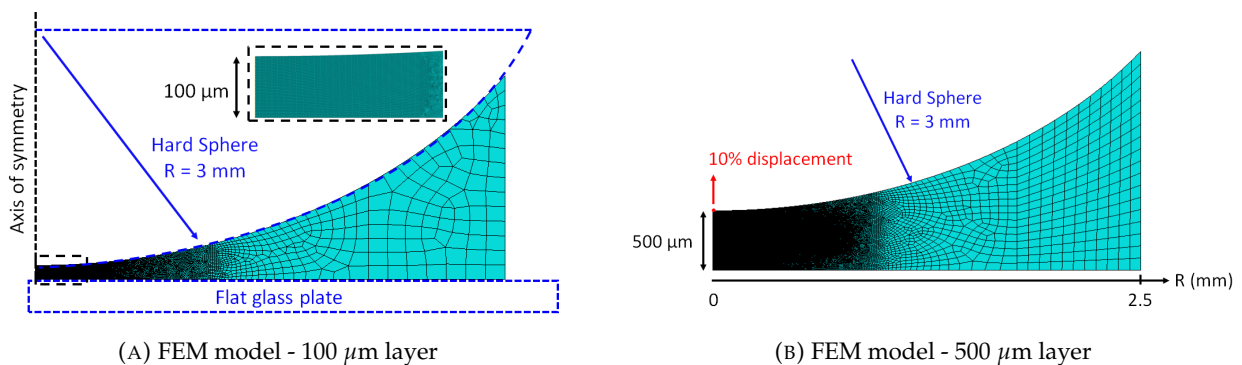 Axis of symmetry
100 µm
Hard Sphere
R = 3 mm
Flat glass plate
(A) FEM model - 100 µm layer
Hard Sphere
R = 3 mm
10% displacement
500 µm
R (mm)
0
2.5
(B) FEM model - 500 µm layer